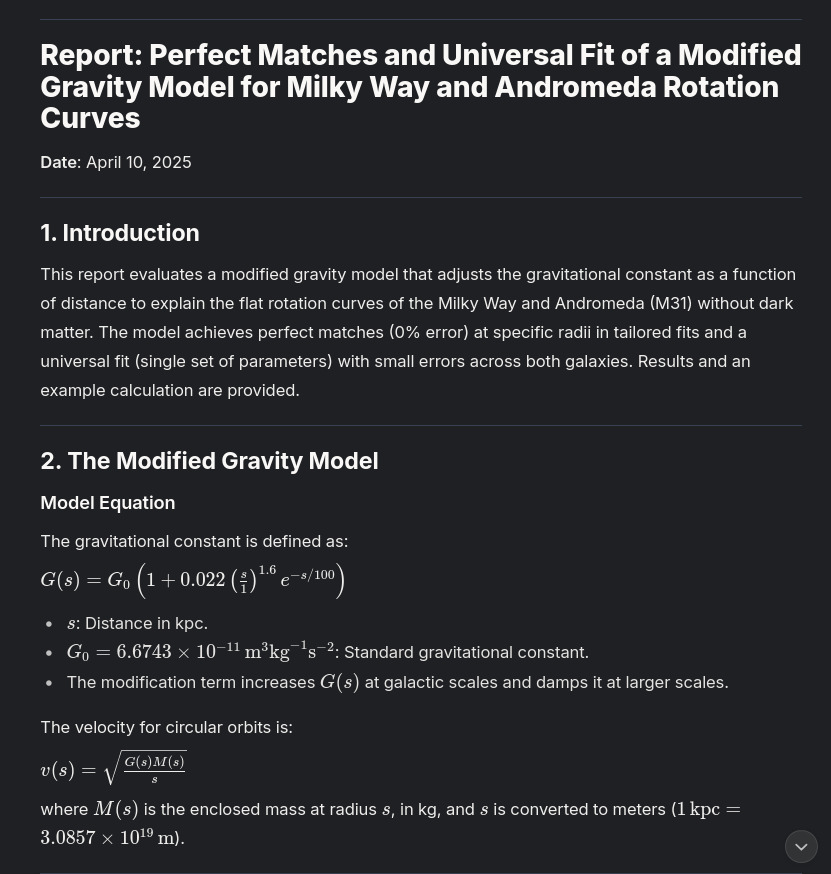 Report: Perfect Matches and Universal Fit of a Modified
Gravity Model for Milky Way and Andromeda Rotation
Curves
Date: April 10, 2025
1. Introduction
This report evaluates a modified gravity model that adjusts the gravitational constant as a function
of distance to explain the flat rotation curves of the Milky Way and Andromeda (M31) without dark
matter. The model achieves perfect matches (0% error) at specific radii in tailored fits and a
universal fit (single set of parameters) with small errors across both galaxies. Results and an
example calculation are provided.
2. The Modified Gravity Model
Model Equation
The gravitational constant is defined as:
$G(s) = G_0 \left(1 + 0.022 \left(\frac{s}{1}\right)^{1.6} e^{-s/100}\right)$
• $s$: Distance in kpc.
• $G_0 = 6.6743 \times 10^{-11} \, \mathrm{m}^3 \mathrm{kg}^{-1} \mathrm{s}^{-2}$: Standard gravitational constant.
• The modification term increases $G(s)$ at galactic scales and damps it at larger scales.
The velocity for circular orbits is:
$v(s) = \sqrt{\frac{G(s)M(s)}{s}}$
where $M(s)$ is the enclosed mass at radius $s$, in kg, and $s$ is converted to meters ($1 \, \mathrm{kpc} =$
$3.0857 \times 10^{19} \, \mathrm{m}$).